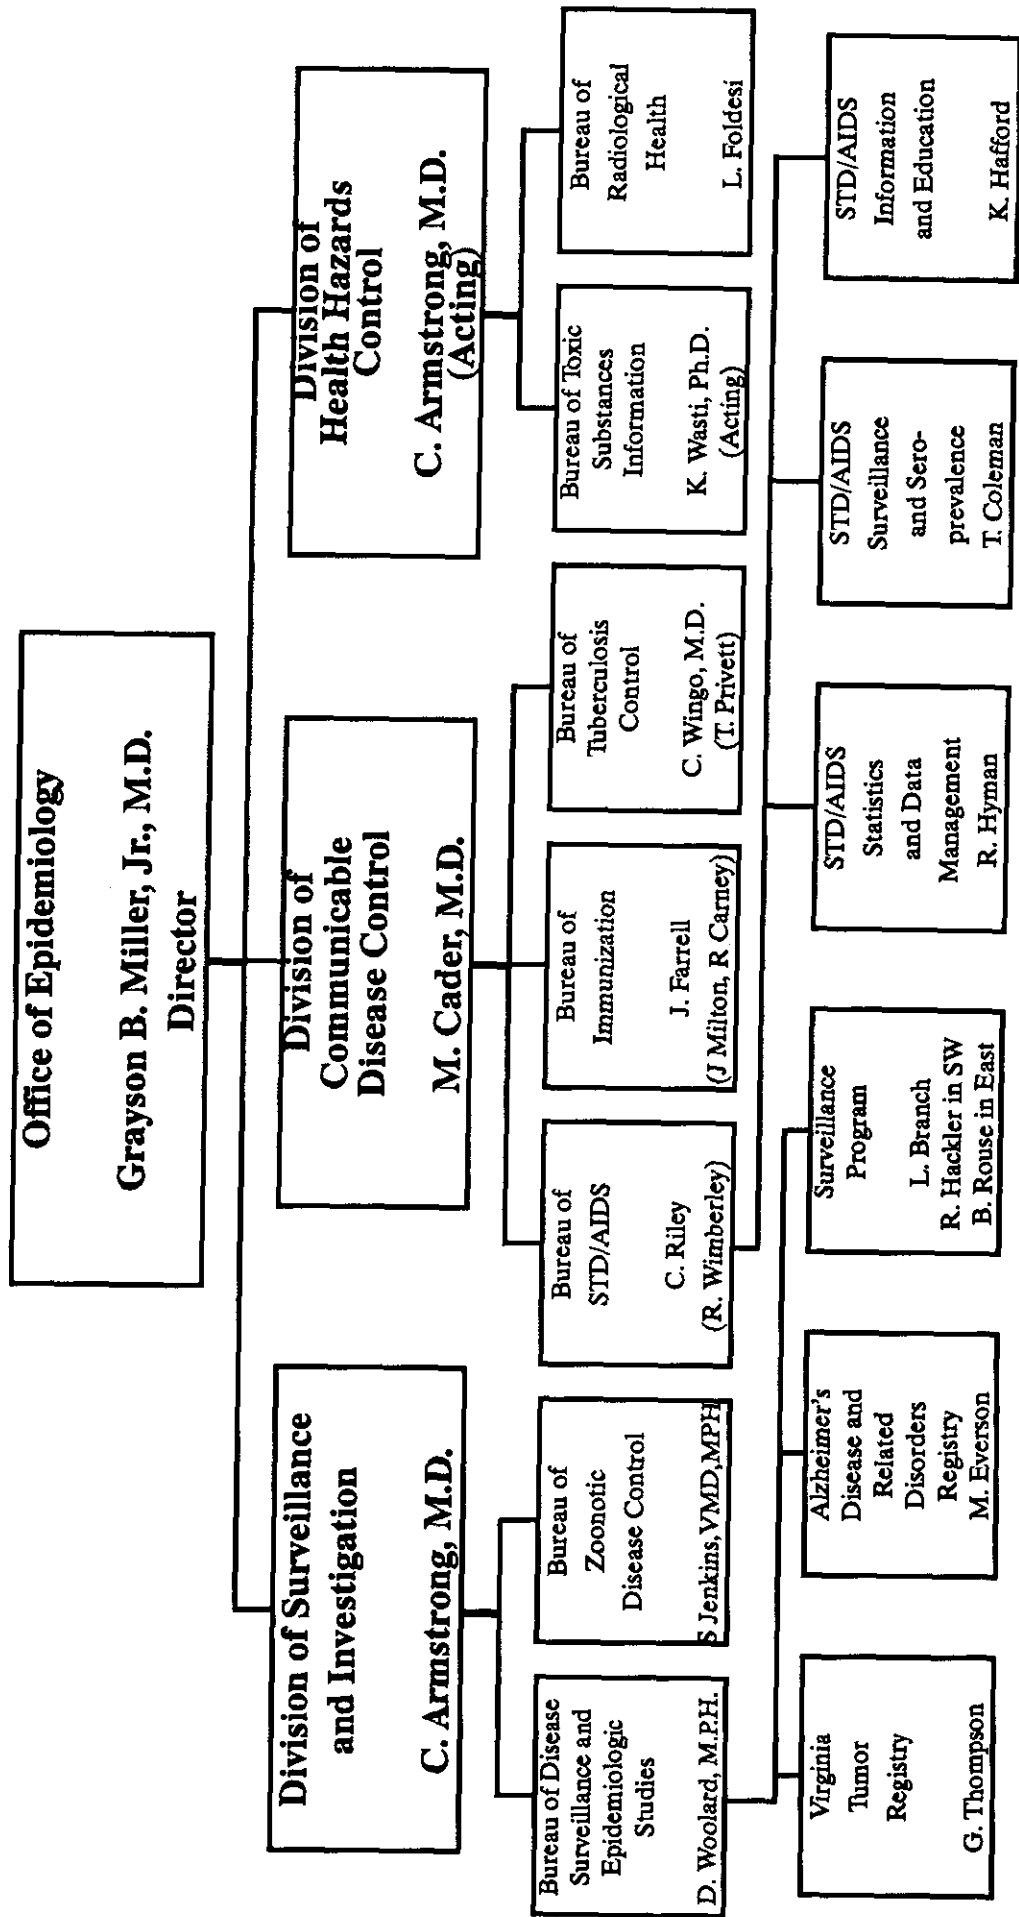 Office of Epidemiology
Grayson B. Miller, Jr., M.D.
Director
Division of Surveillance
and Investigation
C. Armstrong, M.D.
Division of
Communicable
Disease Control
M. Cader, M.D.
Division of
Health Hazards
Control
C. Armstrong, M.D.
(Acting)
Bureau of Disease
Surveillance and
Epidemiologic
Studies
D. Woolard, M.P.H.
Bureau of
Zoonotic
Disease Control
S Jenkins,VMD,MPH
Bureau of
STD/AIDS
C. Riley
(R. Wimberley)
Bureau of
Immunization
J. Farrell
(J Milton, R Carney)
Bureau of
Tuberculosis
Control
C. Wingo, M.D.
(T. Privett)
Bureau of Toxic
Substances
Information
K. Wasti, Ph.D.
(Acting)
Bureau of
Radiological
Health
L. Foldesi
Virginia
Tumor
Registry
G. Thompson
Alzheimer's
Disease and
Related
Disorders
Registry
M. Everson
Surveillance
Program
L. Branch
R. Hackler in SW
B. Rouse in East
STD/AIDS
Statistics
and Data
Management
R. Hyman
STD/AIDS
Surveillance
and Sero-
prevalence
T. Coleman
STD/AIDS
Information
and Education
K. Hafford